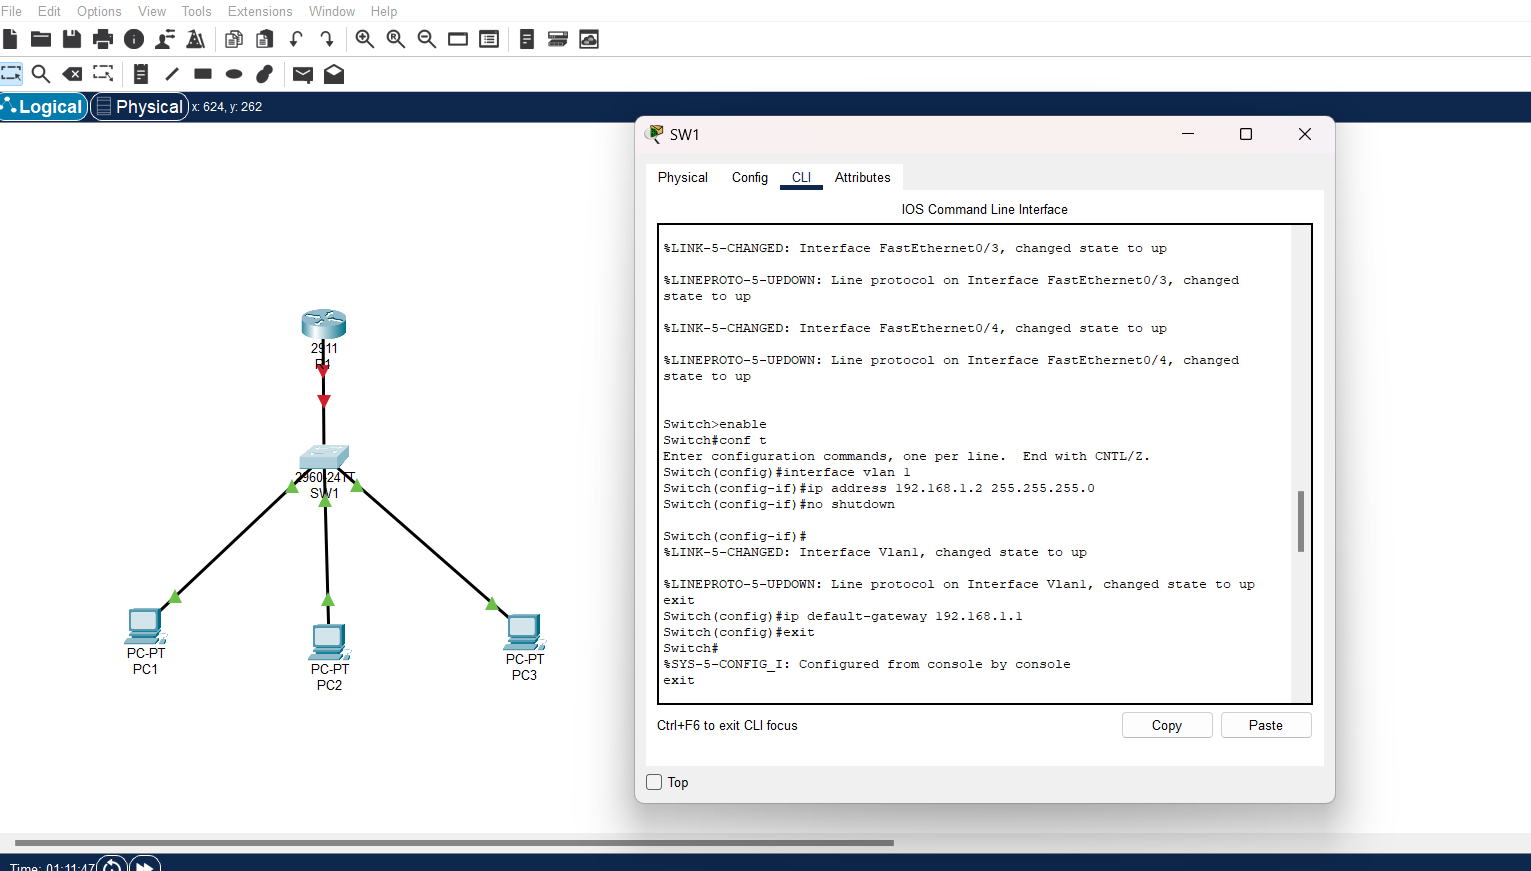 File Edit Options View Tools Extensions Window Help
Logical Physical x: 624, y: 262
SW1
Physical Config CLI Attributes
IOS Command Line Interface
%LINK-5-CHANGED: Interface FastEthernet0/3, changed state to up
%LINEPROTO-5-UPDOWN: Line protocol on Interface FastEthernet0/3, changed
state to up
%LINK-5-CHANGED: Interface FastEthernet0/4, changed state to up
%LINEPROTO-5-UPDOWN: Line protocol on Interface FastEthernet0/4, changed
state to up
Switch>enable
Switch#conf t
Enter configuration commands, one per line.  End with CNTL/Z.
Switch(config)#interface vlan 1
Switch(config-if)#ip address 192.168.1.2 255.255.255.0
Switch(config-if)#no shutdown
Switch(config-if)#
%LINK-5-CHANGED: Interface Vlan1, changed state to up
%LINEPROTO-5-UPDOWN: Line protocol on Interface Vlan1, changed state to up
exit
Switch(config)#ip default-gateway 192.168.1.1
Switch(config)#exit
Switch#
%SYS-5-CONFIG_I: Configured from console by console
exit
Ctrl+F6 to exit CLI focus
Copy Paste
Top
2911
R1
2960-24TT
SW1
PC-PT
PC1
PC-PT
PC2
PC-PT
PC3
Time: 01:11:47